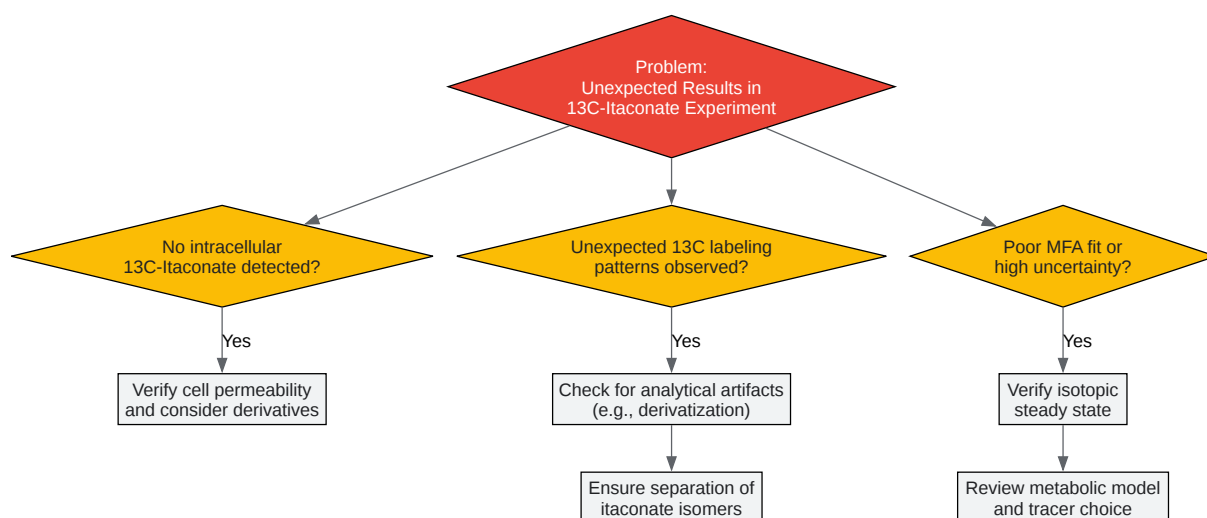 Problem:
Unexpected Results in
13C-Itaconate Experiment
No intracellular
13C-Itaconate detected?
Unexpected 13C labeling
patterns observed?
Poor MFA fit or
high uncertainty?
Yes
Yes
Yes
Verify cell permeability
and consider derivatives
Check for analytical artifacts
(e.g., derivatization)
Verify isotopic
steady state
Ensure separation of
itaconate isomers
Review metabolic model
and tracer choice